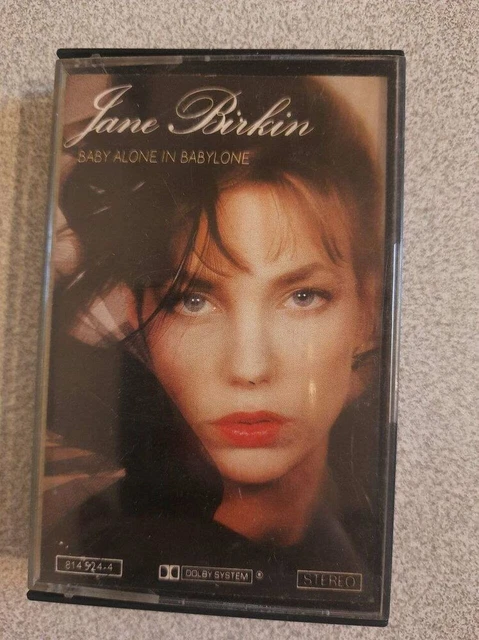 Jane Birkin
BABY ALONE IN BABYLONE
814 524-4
DOLBY SYSTEM ®
STEREO